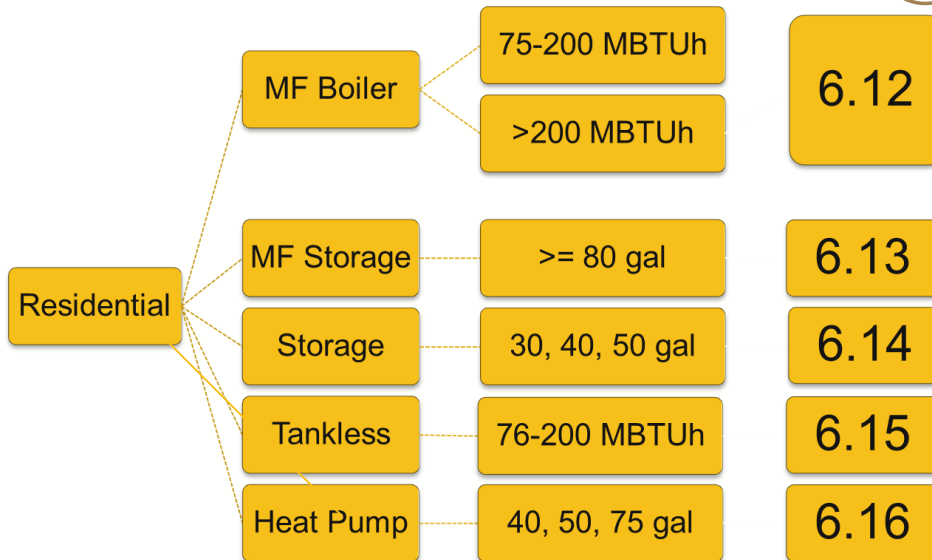 75-200 MBTUh
MF Boiler
6.12
>200 MBTUh
MF Storage
>= 80 gal
6.13
Residential
Storage
30, 40, 50 gal
6.14
Tankless
76-200 MBTUh
6.15
Heat Pump
40, 50, 75 gal
6.16